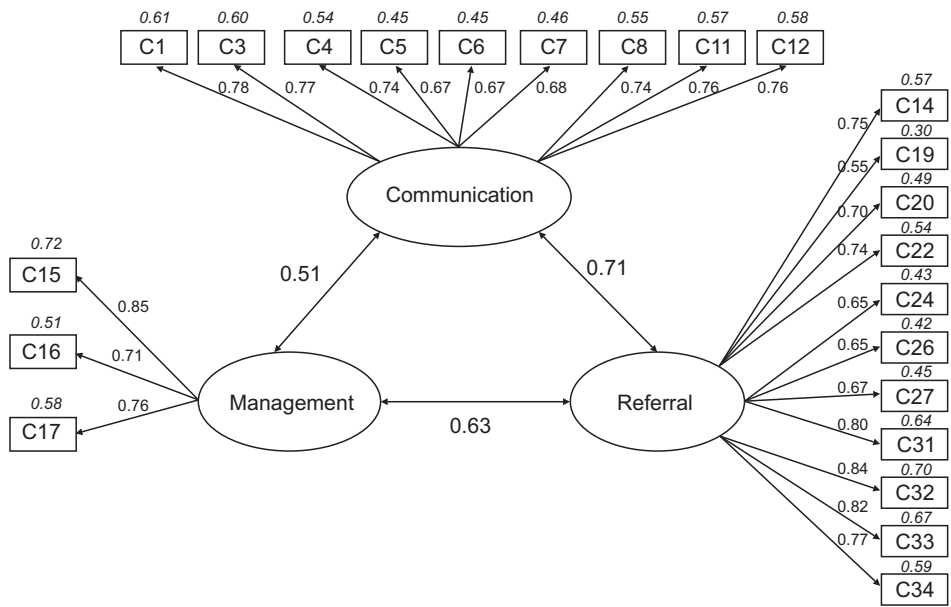 0.61 0.60 0.54 0.45 0.45 0.46 0.55 0.57 0.58
C1 C3 C4 C5 C6 C7 C8 C11 C12
0.78 0.77 0.74 0.67 0.67 0.68 0.74 0.76 0.76
Communication
0.51
0.71
0.72
C15
0.85
0.51
C16
0.71
0.58
C17
0.76
Management
0.63
Referral
0.57
C14
0.75
0.30
C19
0.55
0.49
C20
0.70
0.54
C22
0.74
0.43
C24
0.65
0.42
C26
0.65
0.45
C27
0.67
0.64
C31
0.80
0.70
C32
0.84
0.67
C33
0.82
0.59
C34
0.77